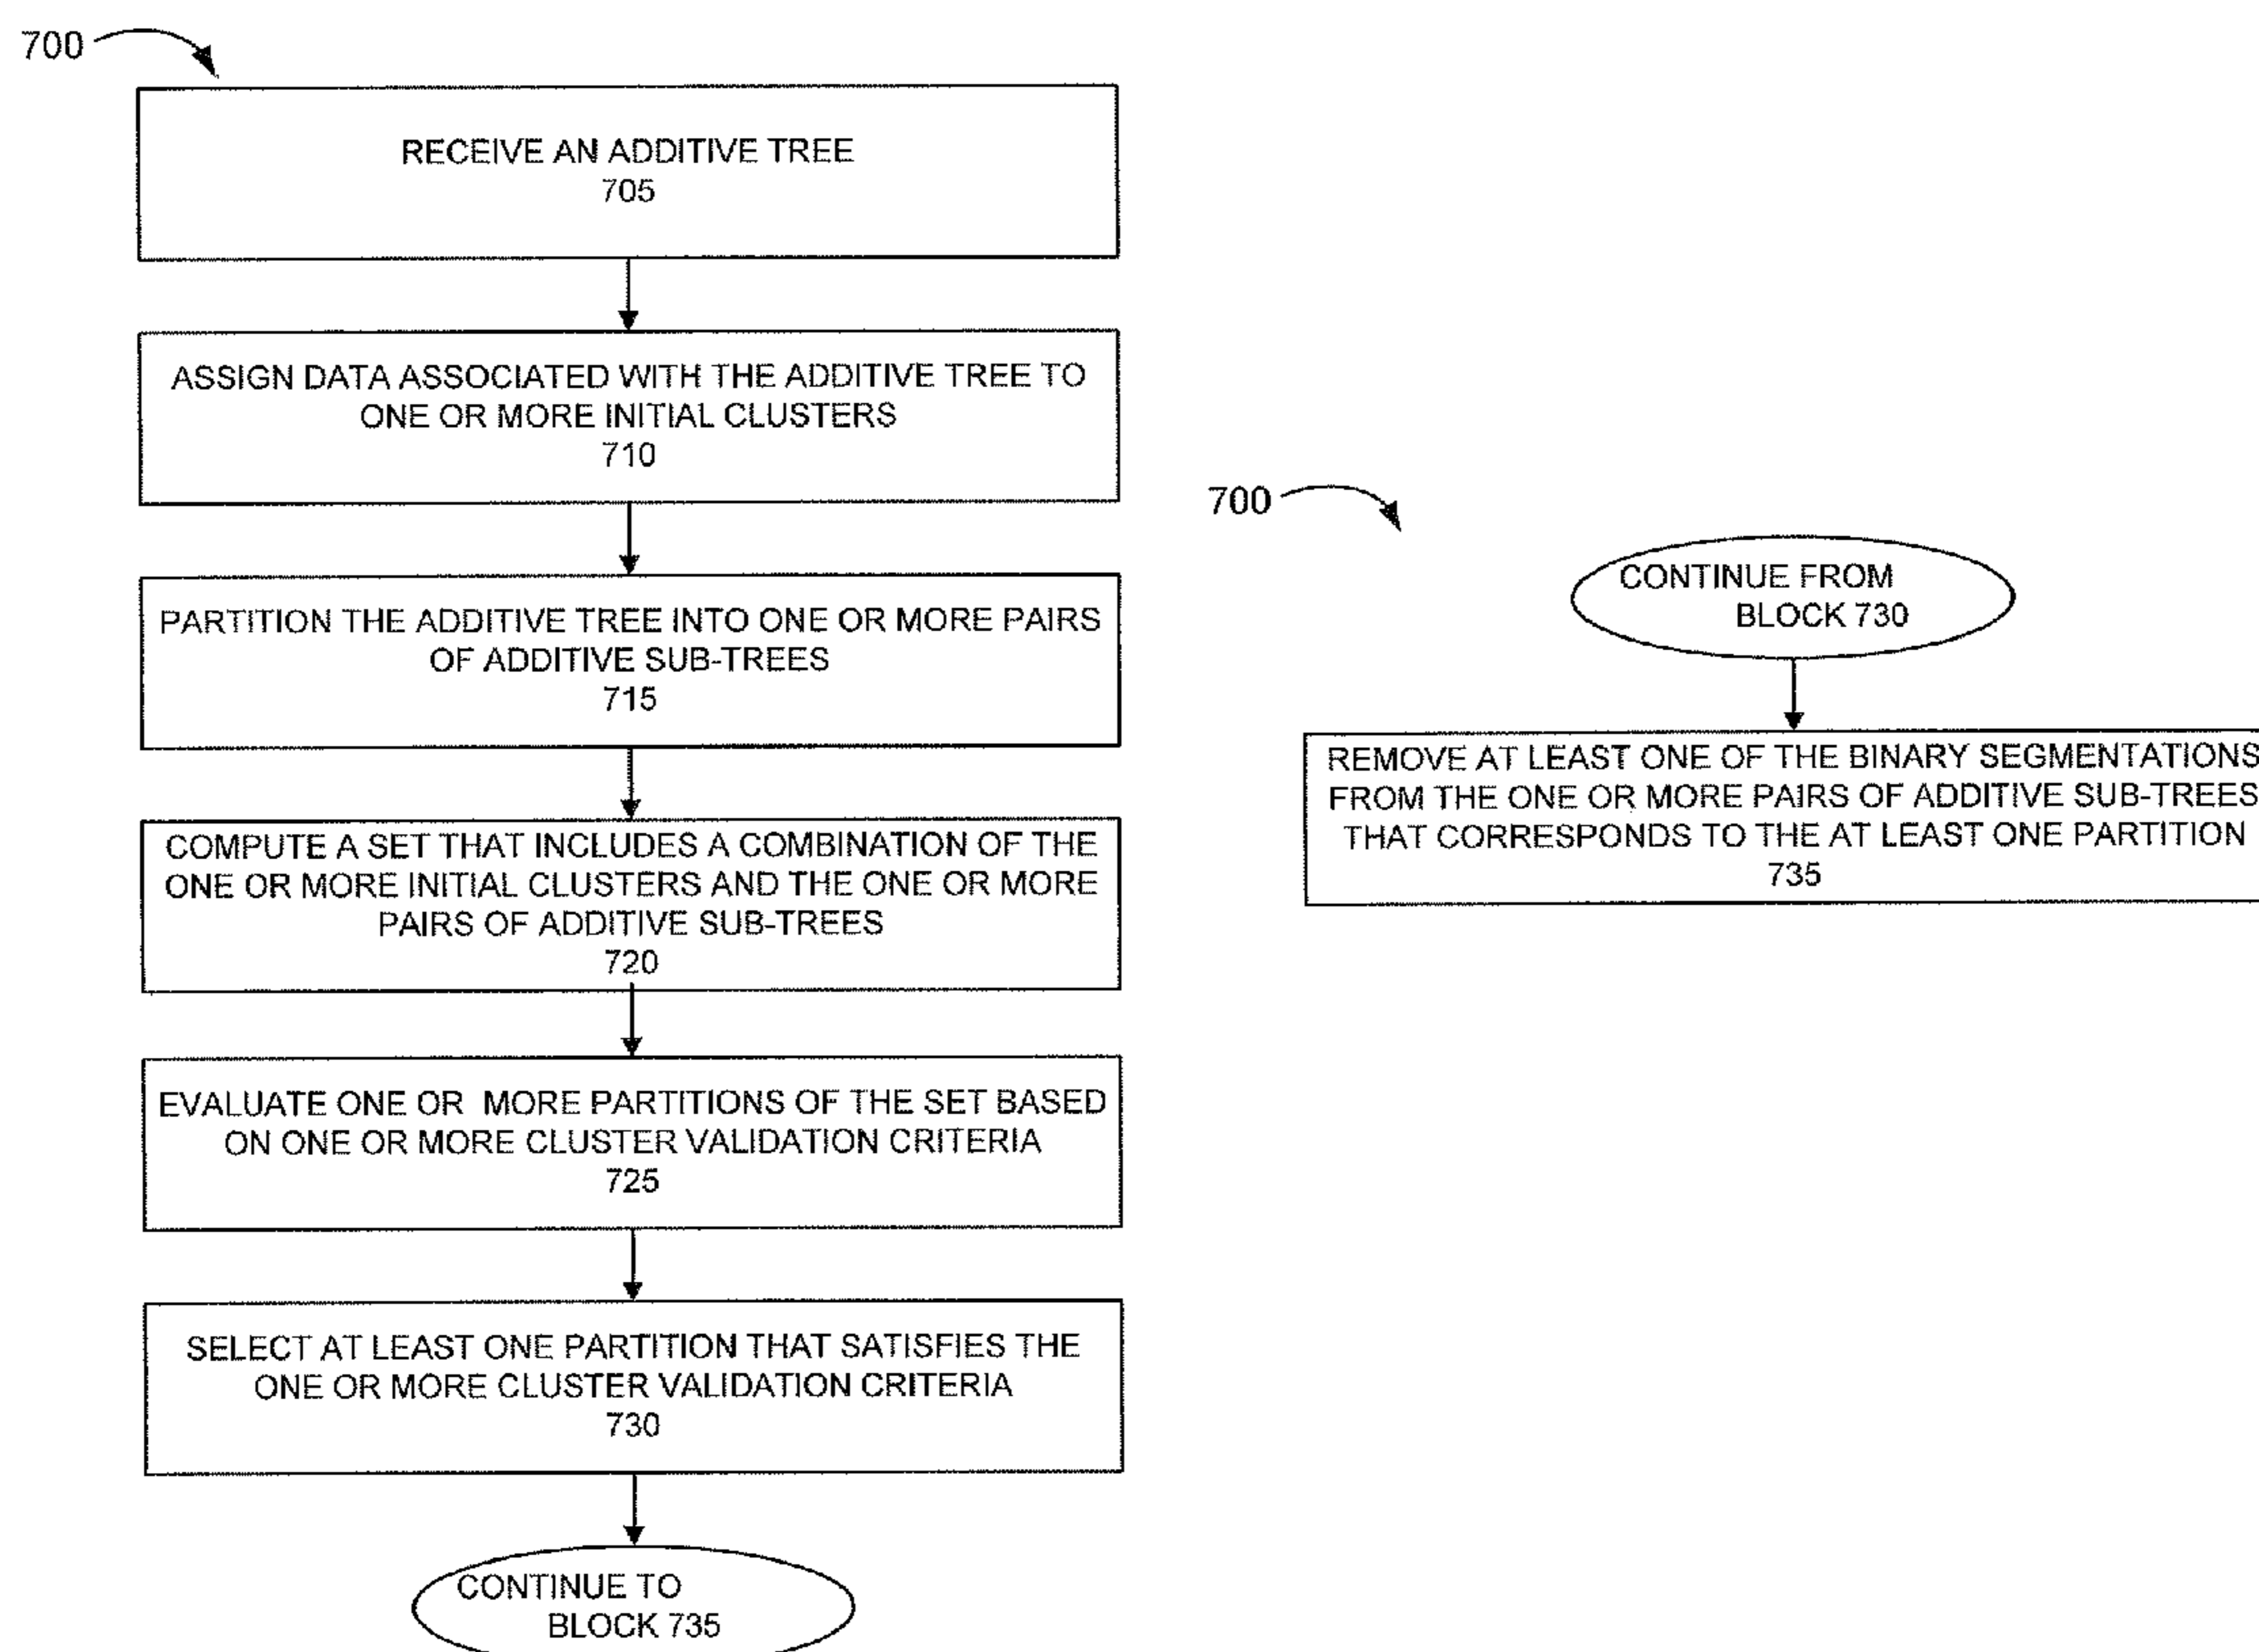 700
RECEIVE AN ADDITIVE TREE
705
ASSIGN DATA ASSOCIATED WITH THE ADDITIVE TREE TO
ONE OR MORE INITIAL CLUSTERS
710
PARTITION THE ADDITIVE TREE INTO ONE OR MORE PAIRS
OF ADDITIVE SUB-TREES
715
COMPUTE A SET THAT INCLUDES A COMBINATION OF THE
ONE OR MORE INITIAL CLUSTERS AND THE ONE OR MORE
PAIRS OF ADDITIVE SUB-TREES
720
EVALUATE ONE OR MORE PARTITIONS OF THE SET BASED
ON ONE OR MORE CLUSTER VALIDATION CRITERIA
725
SELECT AT LEAST ONE PARTITION THAT SATISFIES THE
ONE OR MORE CLUSTER VALIDATION CRITERIA
730
CONTINUE TO
BLOCK 735
700
CONTINUE FROM
BLOCK 730
REMOVE AT LEAST ONE OF THE BINARY SEGMENTATIONS
FROM THE ONE OR MORE PAIRS OF ADDITIVE SUB-TREES
THAT CORRESPONDS TO THE AT LEAST ONE PARTITION
735